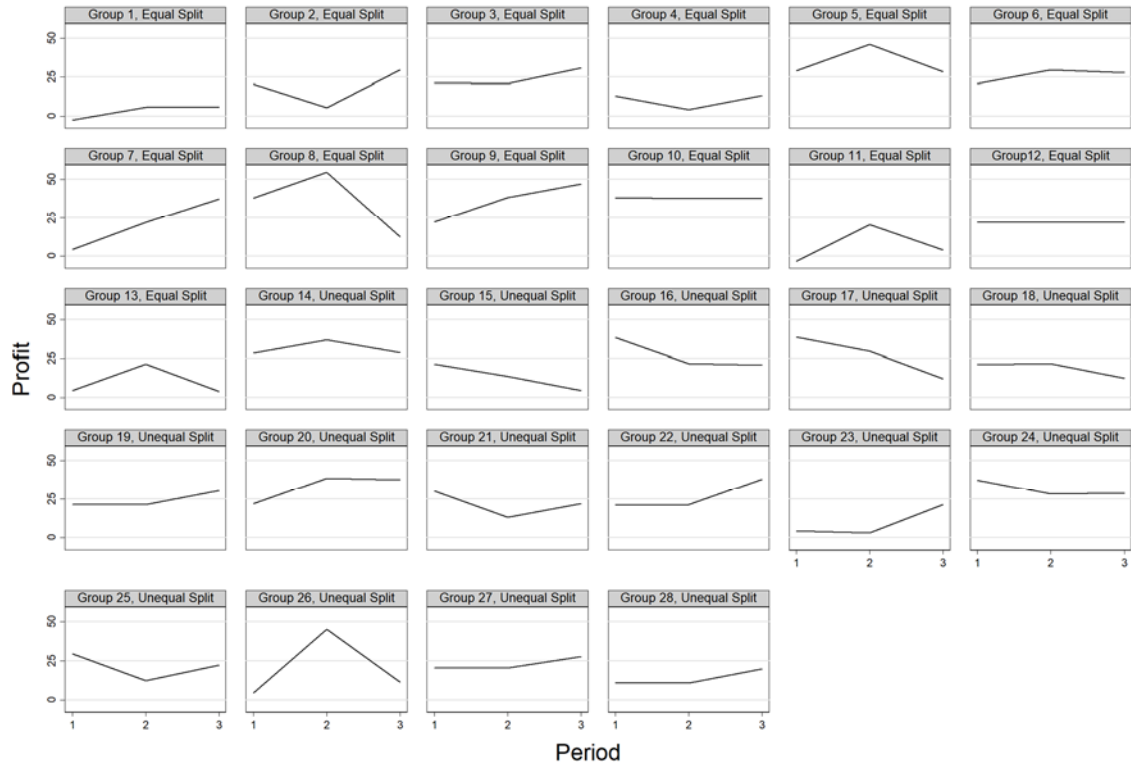 Group 1, Equal Split
Group 2, Equal Split
Group 3, Equal Split
Group 4, Equal Split
Group 5, Equal Split
Group 6, Equal Split
50
25
0
Group 7, Equal Split
Group 8, Equal Split
Group 9, Equal Split
Group 10, Equal Split
Group 11, Equal Split
Group12, Equal Split
50
25
0
Group 13, Equal Split
Group 14, Unequal Split
Group 15, Unequal Split
Group 16, Unequal Split
Group 17, Unequal Split
Group 18, Unequal Split
50
25
0
Profit
Group 19, Unequal Split
Group 20, Unequal Split
Group 21, Unequal Split
Group 22, Unequal Split
Group 23, Unequal Split
Group 24, Unequal Split
50
25
0
1 2 3
1 2 3
Group 25, Unequal Split
Group 26, Unequal Split
Group 27, Unequal Split
Group 28, Unequal Split
50
25
0
1 2 3
1 2 3
1 2 3
1 2 3
Period